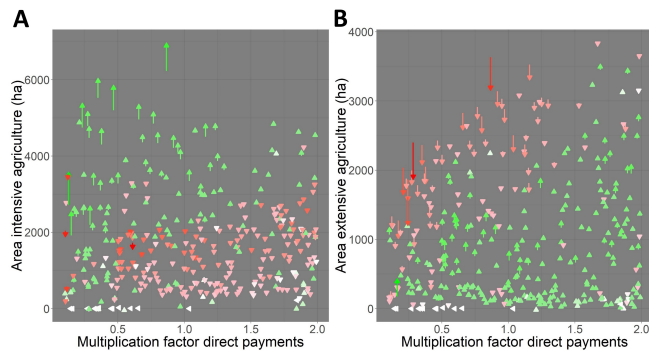 A
B
Area intensive agriculture (ha)
6000
4000
2000
0
0.5
1.0
1.5
2.0
Multiplication factor direct payments
Area extensive agriculture (ha)
4000
3000
2000
1000
0
0.5
1.0
1.5
2.0
Multiplication factor direct payments